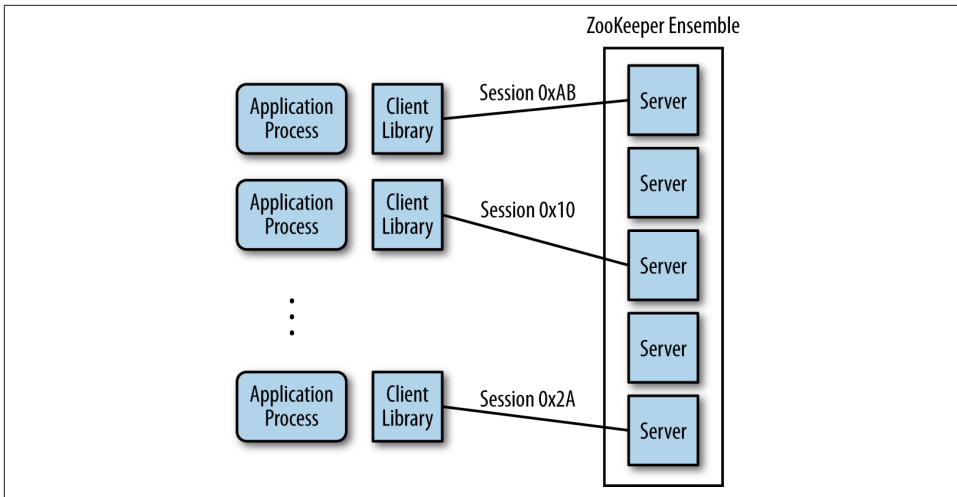 ZooKeeper Ensemble
Application
Process
Client
Library
Session 0xAB
Server
Server
Application
Process
Client
Library
Session 0x10
Server
Server
Application
Process
Client
Library
Session 0x2A
Server